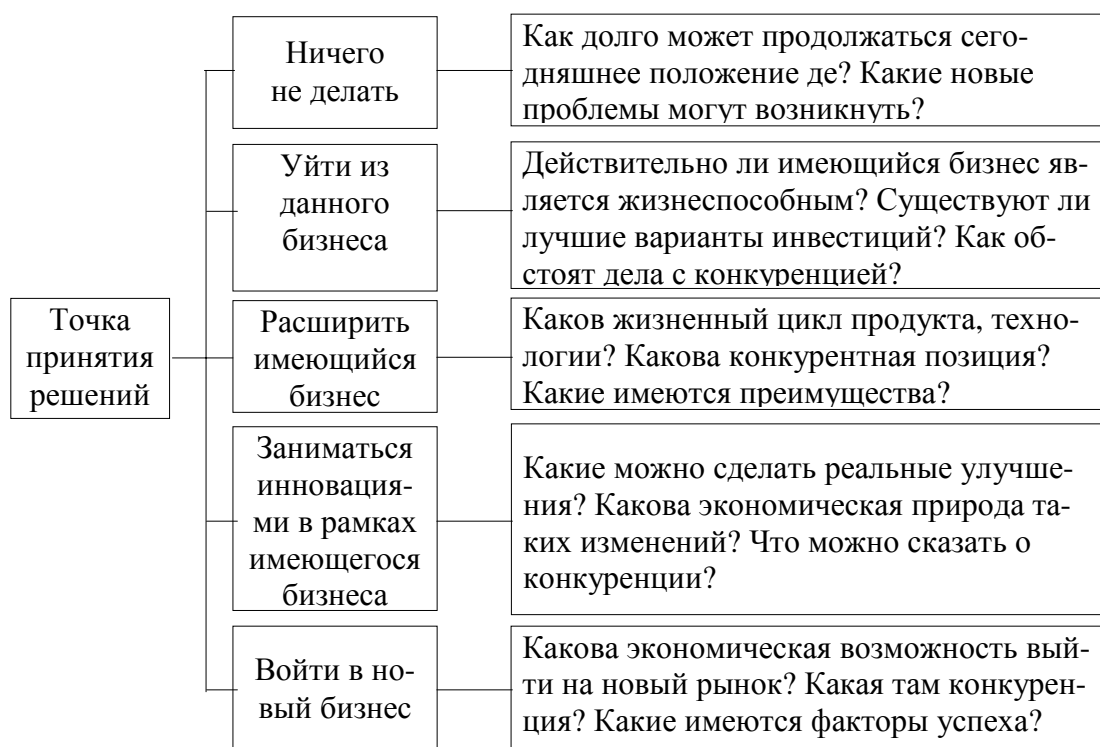 Ничего
не делать
Как долго может продолжаться сего-
дняшнее положение де? Какие новые
проблемы могут возникнуть?
Уйти из
данного
бизнеса
Действительно ли имеющийся бизнес яв-
ляется жизнеспособным? Существуют ли
лучшие варианты инвестиций? Как об-
стоят дела с конкуренцией?
Точка
принятия
решений
Расширить
имеющийся
бизнес
Каков жизненный цикл продукта, техно-
логии? Какова конкурентная позиция?
Какие имеются преимущества?
Заниматься
инноваци-
ями в рамках
имеющегося
бизнеса
Какие можно сделать реальные улучше-
ния? Какова экономическая природа та-
ких изменений? Что можно сказать о
конкуренции?
Войти в но-
вый бизнес
Какова экономическая возможность вый-
ти на новый рынок? Какая там конкурен-
ция? Какие имеются факторы успеха?